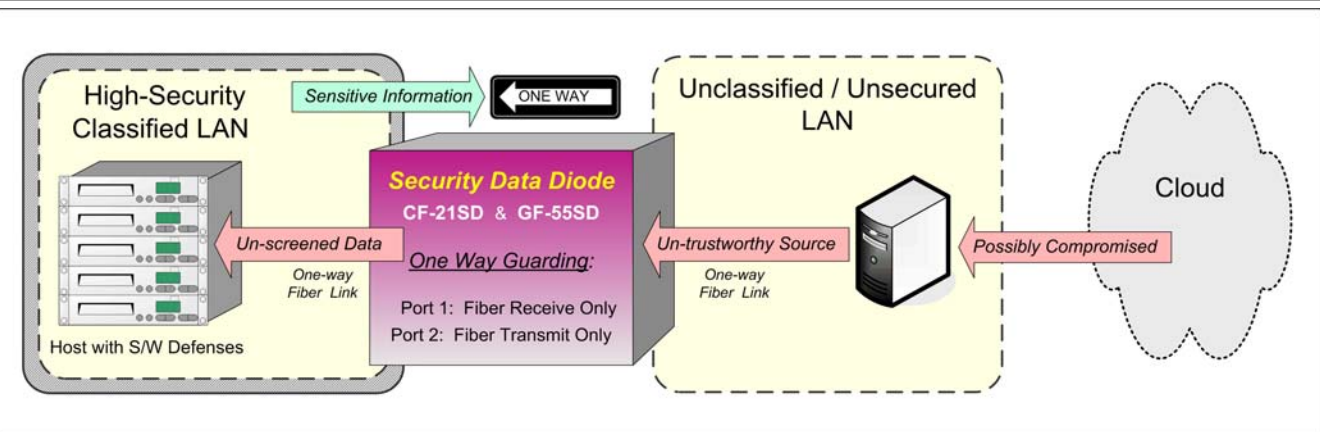 High-Security
Classified LAN
Sensitive Information
ONE WAY
Unclassified / Unsecured
LAN
Cloud
Security Data Diode
CF-21SD & GF-55SD
One Way Guarding:
Port 1: Fiber Receive Only
Port 2: Fiber Transmit Only
Un-screened Data
One-way
Fiber Link
Un-trustworthy Source
One-way
Fiber Link
Possibly Compromised
Host with S/W Defenses